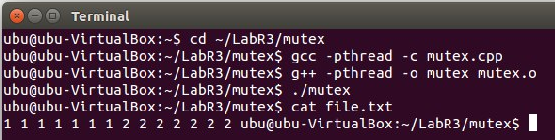 Terminal
ubu@ubu-VirtualBox:~$ cd ~/LabR3/mutex
ubu@ubu-VirtualBox:~/LabR3/mutex$ gcc -pthread -c mutex.cpp
ubu@ubu-VirtualBox:~/LabR3/mutex$ g++ -pthread -o mutex mutex.o
ubu@ubu-VirtualBox:~/LabR3/mutex$ ./mutex
ubu@ubu-VirtualBox:~/LabR3/mutex$ cat file.txt
1 1 1 1 1 1 1 2 2 2 2 2 2 2 ubu@ubu-VirtualBox:~/LabR3/mutex$